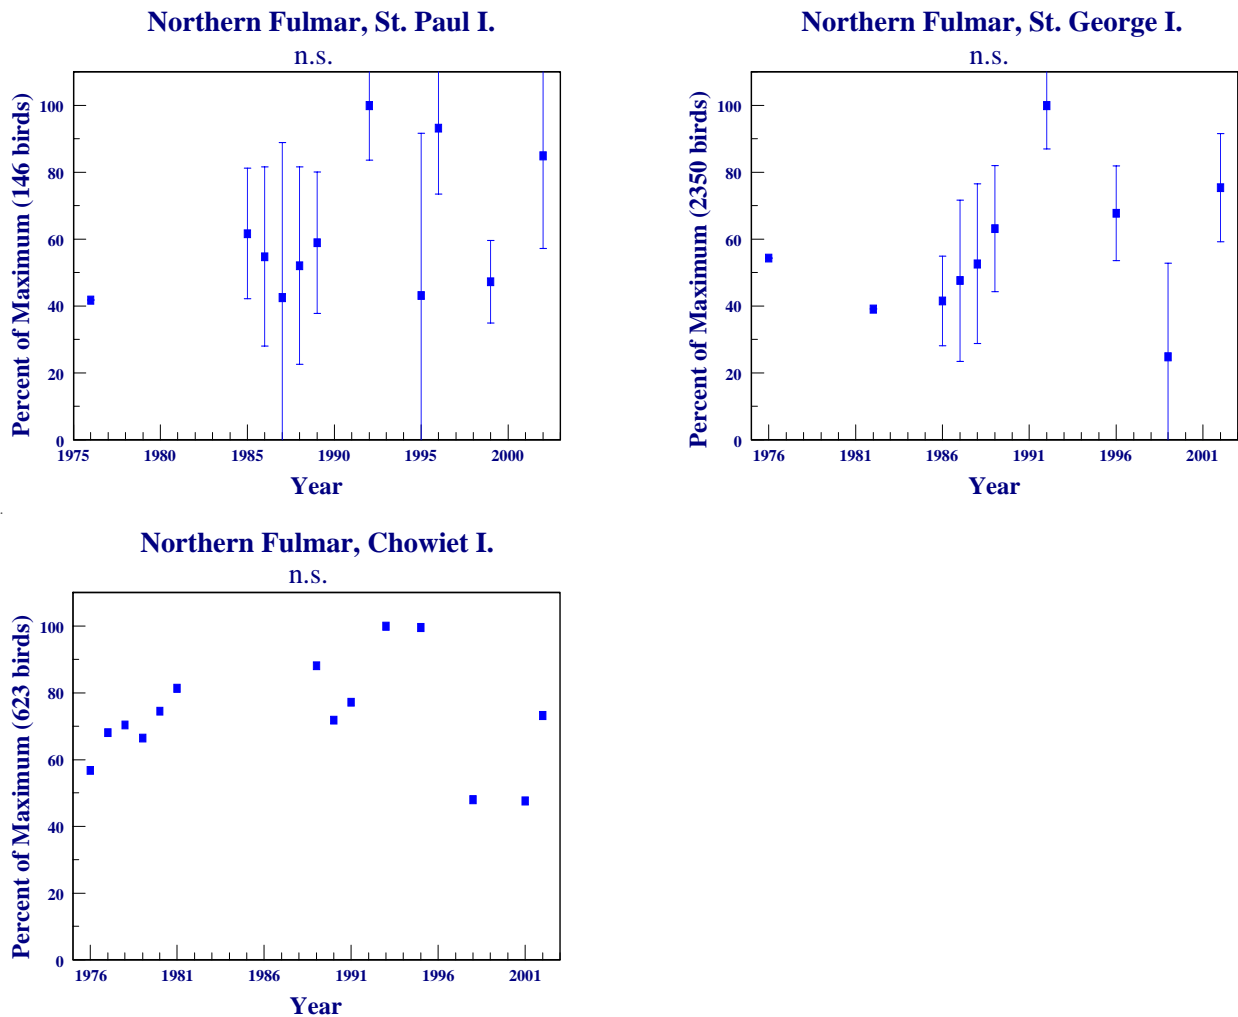 Northern Fulmar, St. Paul I.
n.s.
Percent of Maximum (146 birds)
100
80
60
40
20
0
1975 1980 1985 1990 1995 2000
Year
Northern Fulmar, St. George I.
n.s.
Percent of Maximum (2350 birds)
100
80
60
40
20
0
1976 1981 1986 1991 1996 2001
Year
Northern Fulmar, Chowiet I.
n.s.
Percent of Maximum (623 birds)
100
80
60
40
20
0
1976 1981 1986 1991 1996 2001
Year